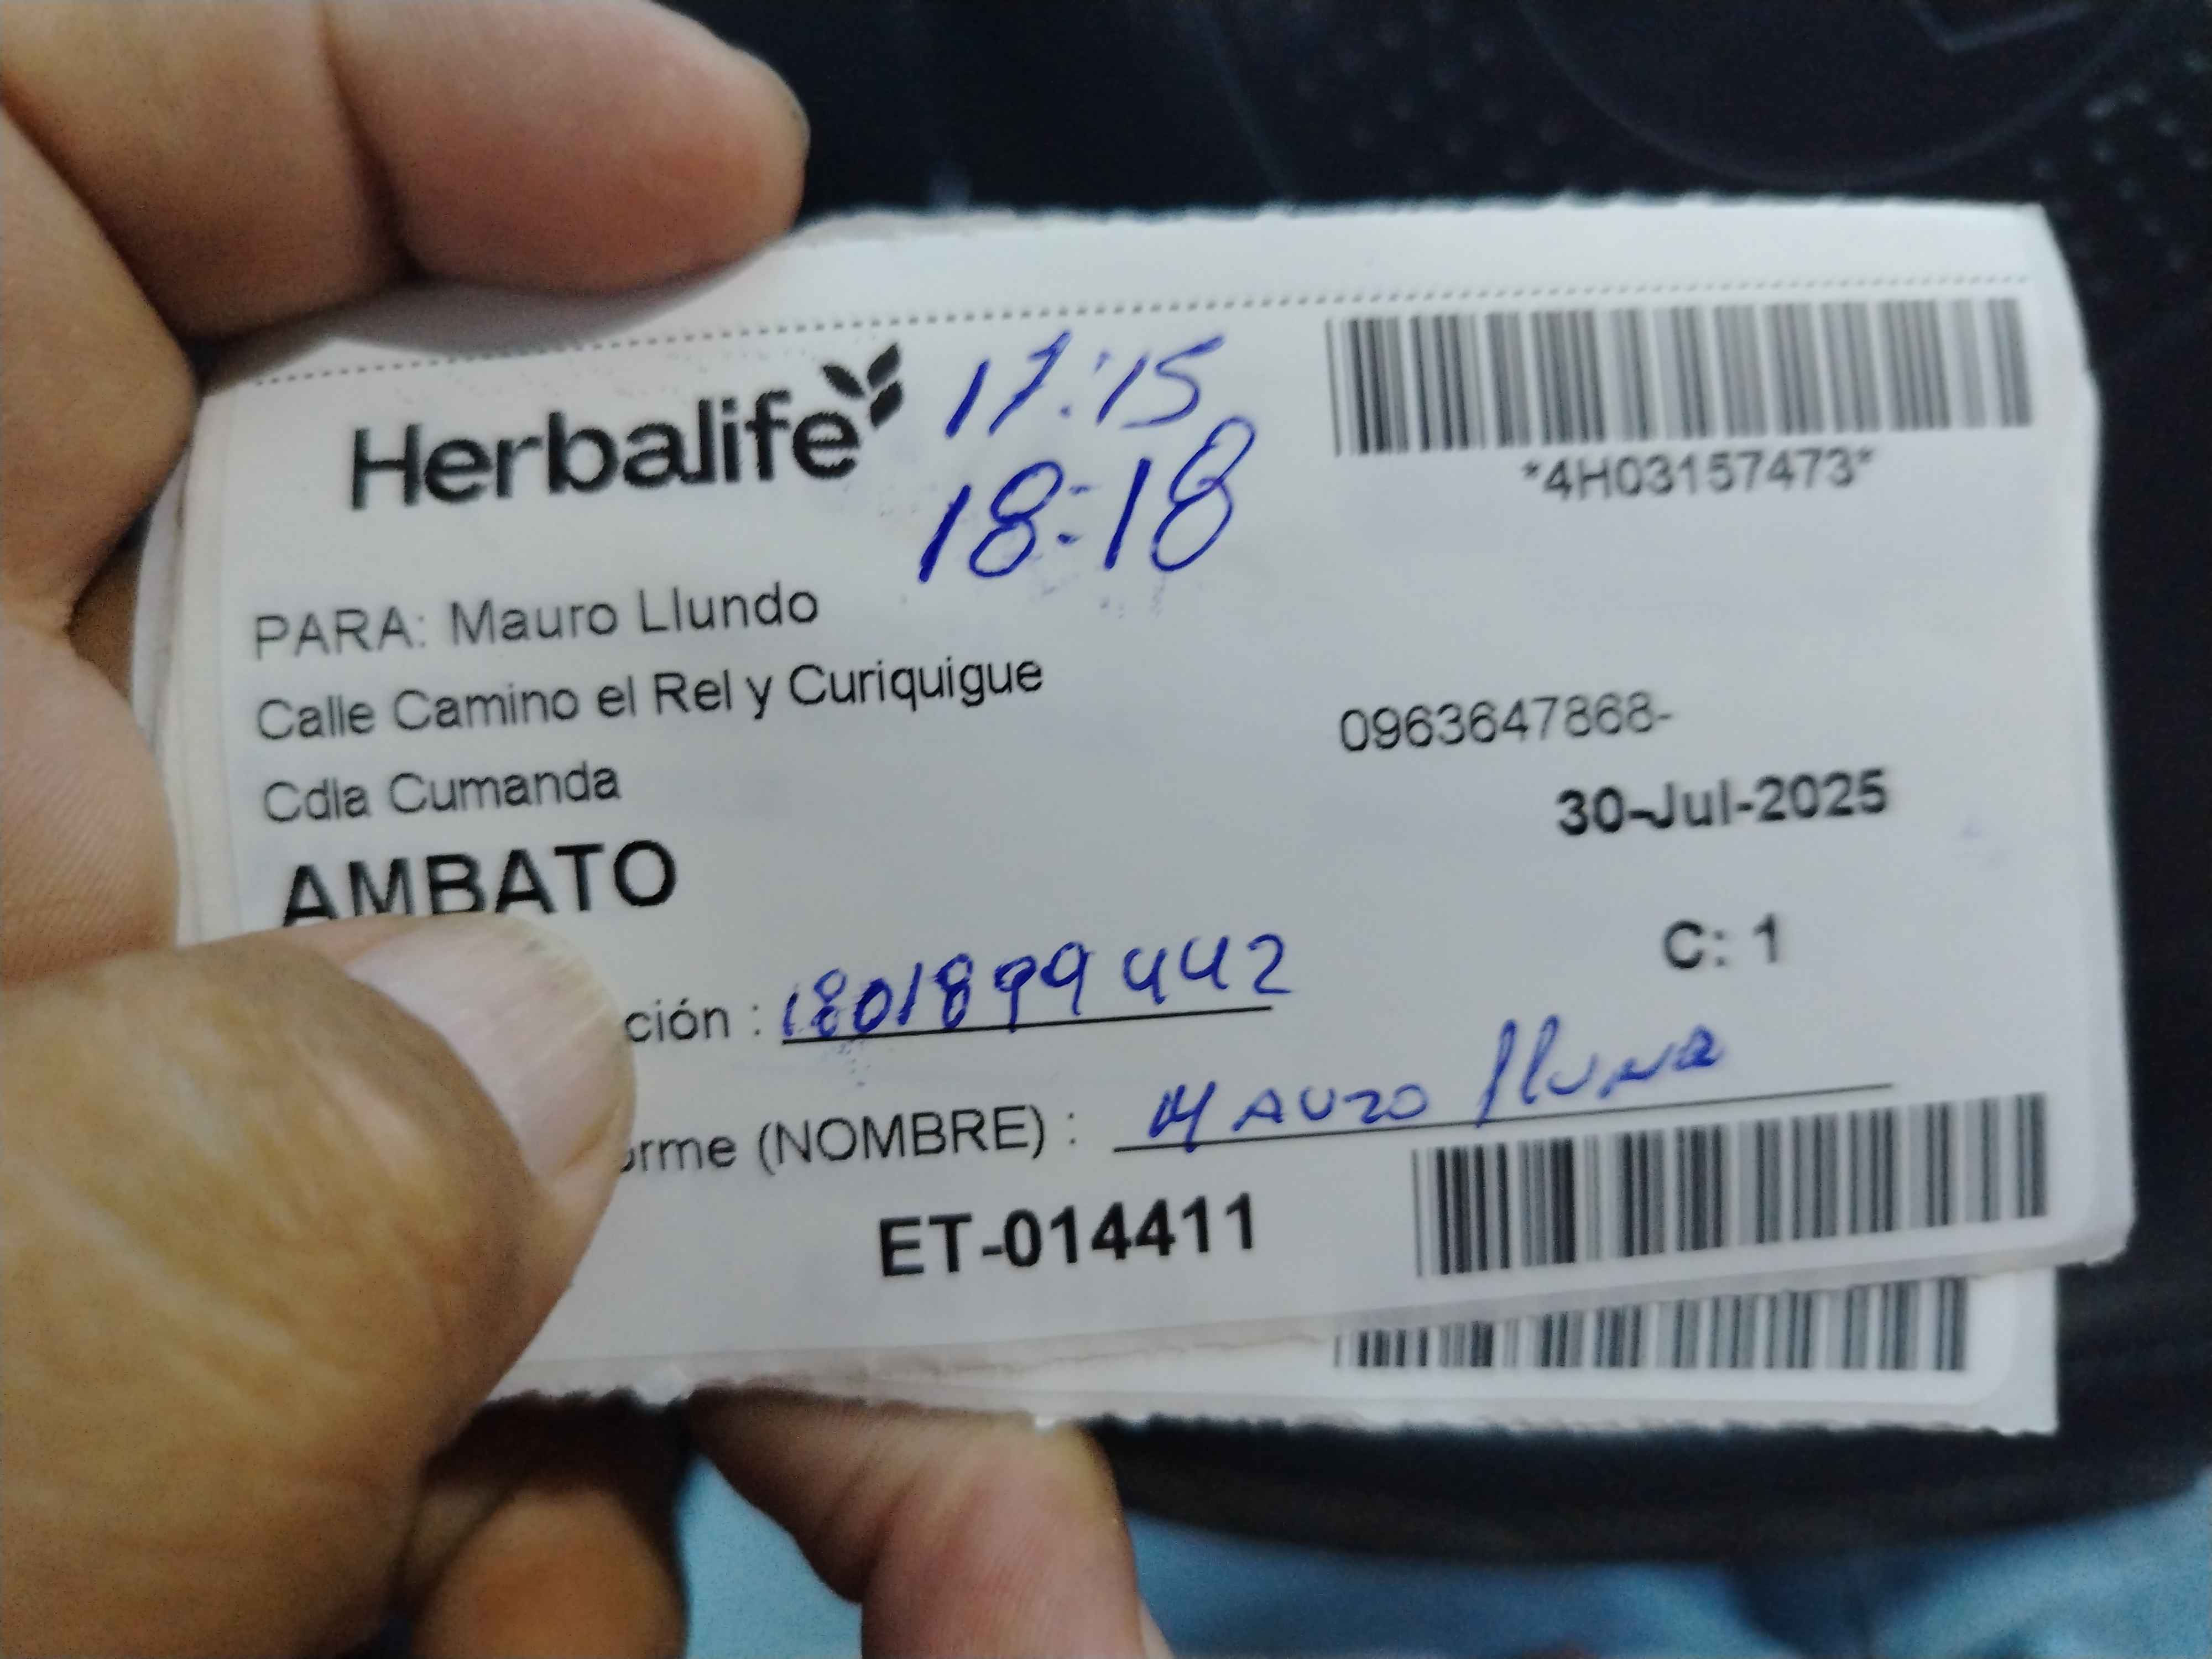 Herbalife
17:15
18:18
*4H03157473*
PARA: Mauro Llundo
Calle Camino el Rel y Curiquigue
0963647868-
Cdla Cumanda
30-Jul-2025
AMBATO
C: 1
ción : 1801899442
orme (NOMBRE) : MAURO lluNa
ET-014411